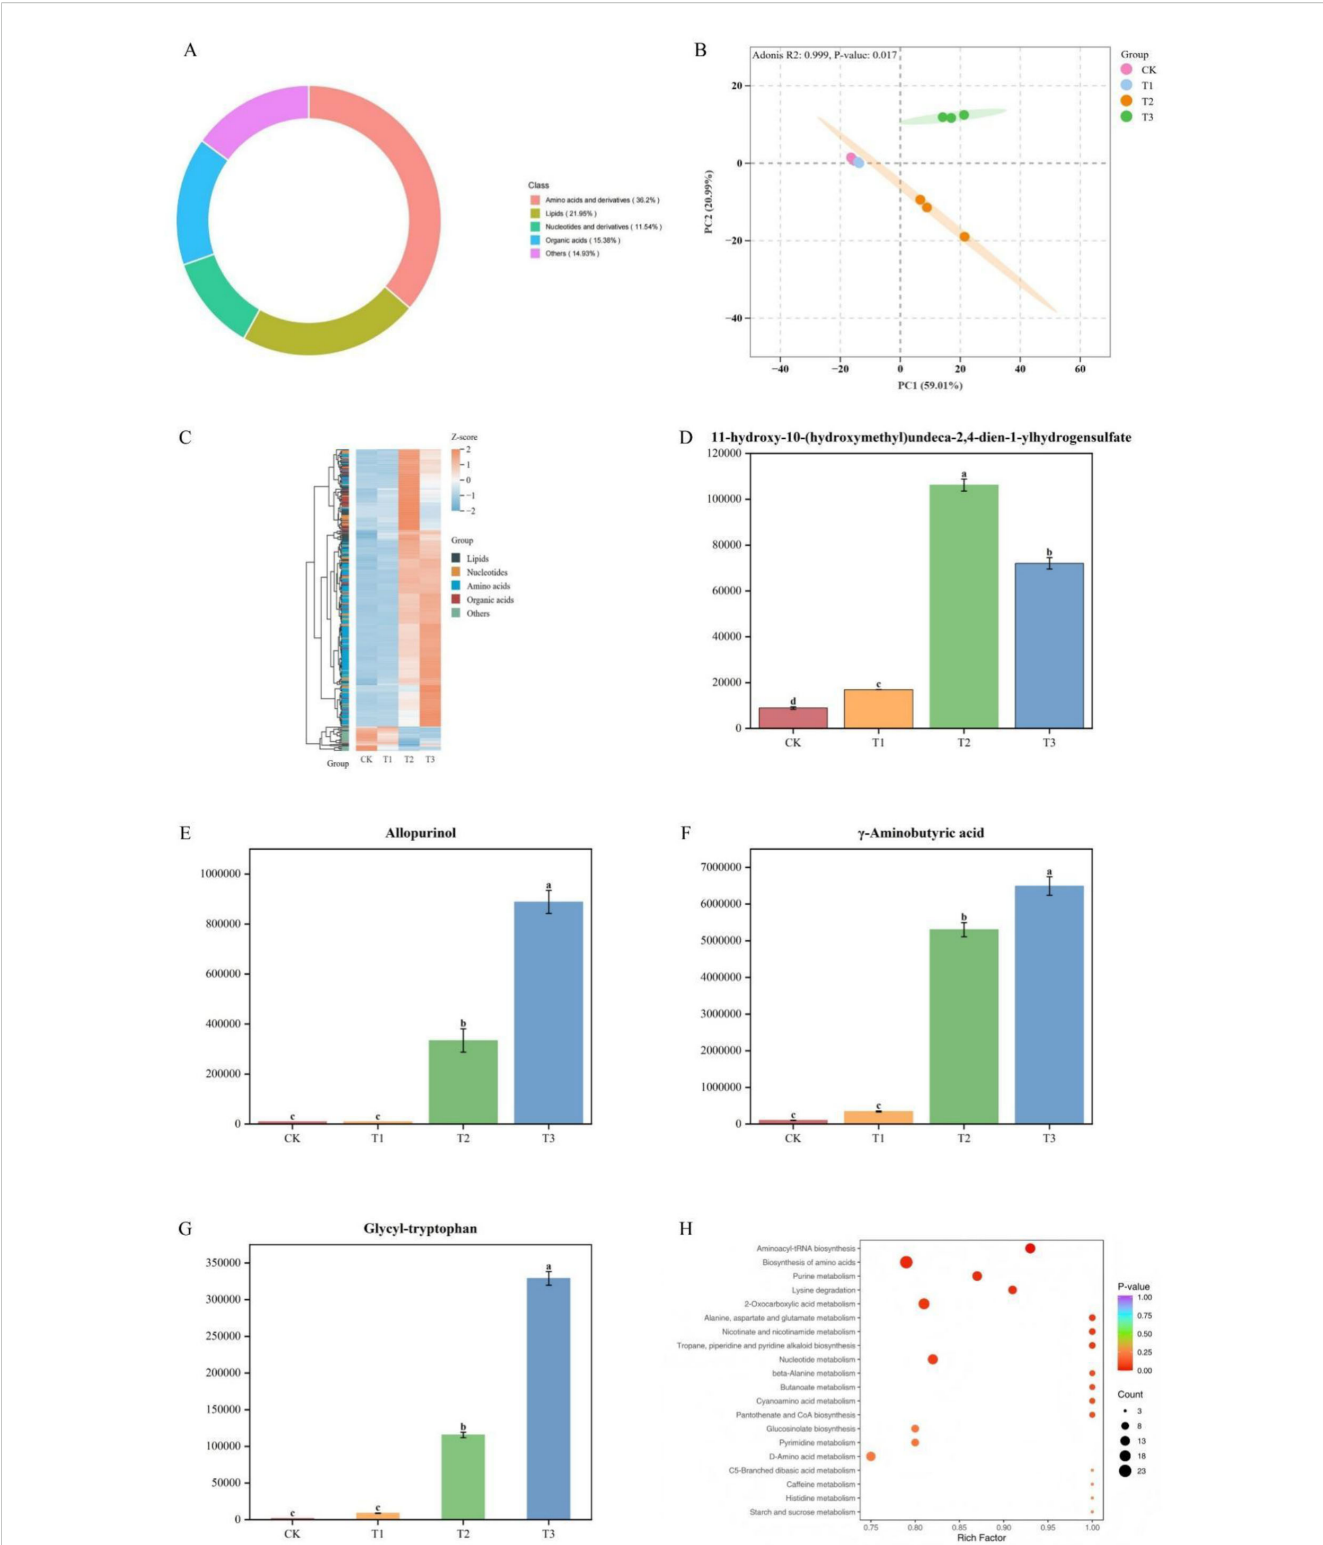 A
Class
Amino acids and derivatives ( 36.2% )
Lipids ( 21.95% )
Nucleotides and derivatives ( 11.54% )
Organic acids ( 15.38% )
Others ( 14.93% )
B
Adonis R2: 0.999, P-value: 0.017
20
0
−20
−40
PC2 (20.99%)
−40 −20 0 20 40 60
PC1 (59.01%)
Group
CK
T1
T2
T3
C
Z-score
2
1
0
−1
−2
Group
Lipids
Nucleotides
Amino acids
Organic acids
Others
Group CK T1 T2 T3
D
11-hydroxy-10-(hydroxymethyl)undeca-2,4-dien-1-ylhydrogensulfate
120000
100000
80000
60000
40000
20000
0
d c a b
CK T1 T2 T3
E
Allopurinol
1000000
800000
600000
400000
200000
0
c c b a
CK T1 T2 T3
F
γ-Aminobutyric acid
7000000
6000000
5000000
4000000
3000000
2000000
1000000
0
c c b a
CK T1 T2 T3
G
Glycyl-tryptophan
350000
300000
250000
200000
150000
100000
50000
0
c c b a
CK T1 T2 T3
H
Aminoacyl-tRNA biosynthesis
Biosynthesis of amino acids
Purine metabolism
Lysine degradation
2-Oxocarboxylic acid metabolism
Alanine, aspartate and glutamate metabolism
Nicotinate and nicotinamide metabolism
Tropane, piperidine and pyridine alkaloid biosynthesis
Nucleotide metabolism
beta-Alanine metabolism
Butanoate metabolism
Cyanoamino acid metabolism
Pantothenate and CoA biosynthesis
Glucosinolate biosynthesis
Pyrimidine metabolism
D-Amino acid metabolism
C5-Branched dibasic acid metabolism
Caffeine metabolism
Histidine metabolism
Starch and sucrose metabolism
0.75 0.80 0.85 0.90 0.95 1.00
Rich Factor
P-value
1.00
0.75
0.50
0.25
0.00
Count
3
8
13
18
23